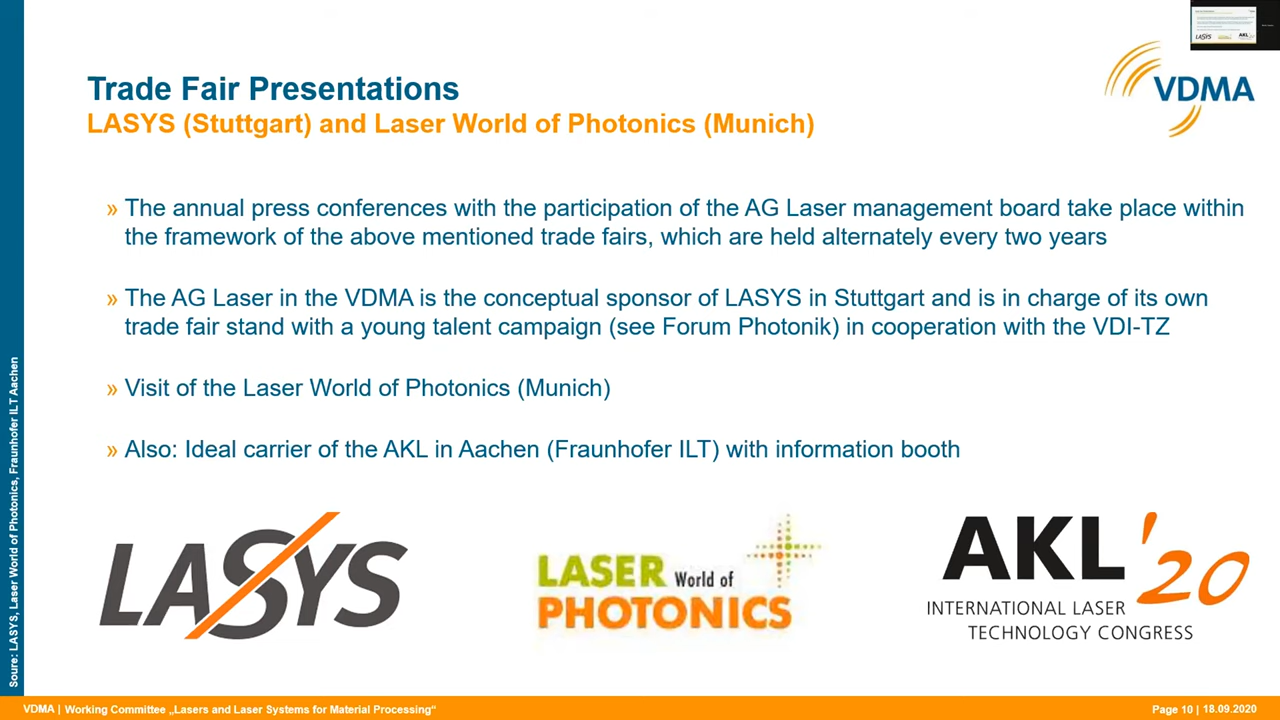 Trade Fair Presentations
LASYS (Stuttgart) and Laser World of Photonics (Munich)
VDMA
» The annual press conferences with the participation of the AG Laser management board take place within
the framework of the above mentioned trade fairs, which are held alternately every two years
» The AG Laser in the VDMA is the conceptual sponsor of LASYS in Stuttgart and is in charge of its own
trade fair stand with a young talent campaign (see Forum Photonik) in cooperation with the VDI-TZ
» Visit of the Laser World of Photonics (Munich)
» Also: Ideal carrier of the AKL in Aachen (Fraunhofer ILT) with information booth
Soure: LASYS, Laser World of Photonics, Fraunhofer ILT Aachen
LASYS
LASER World of
PHOTONICS
AKL'20
INTERNATIONAL LASER
TECHNOLOGY CONGRESS
VDMA | Working Committee „Lasers and Laser Systems for Material Processing“
Page 10 | 18.09.2020